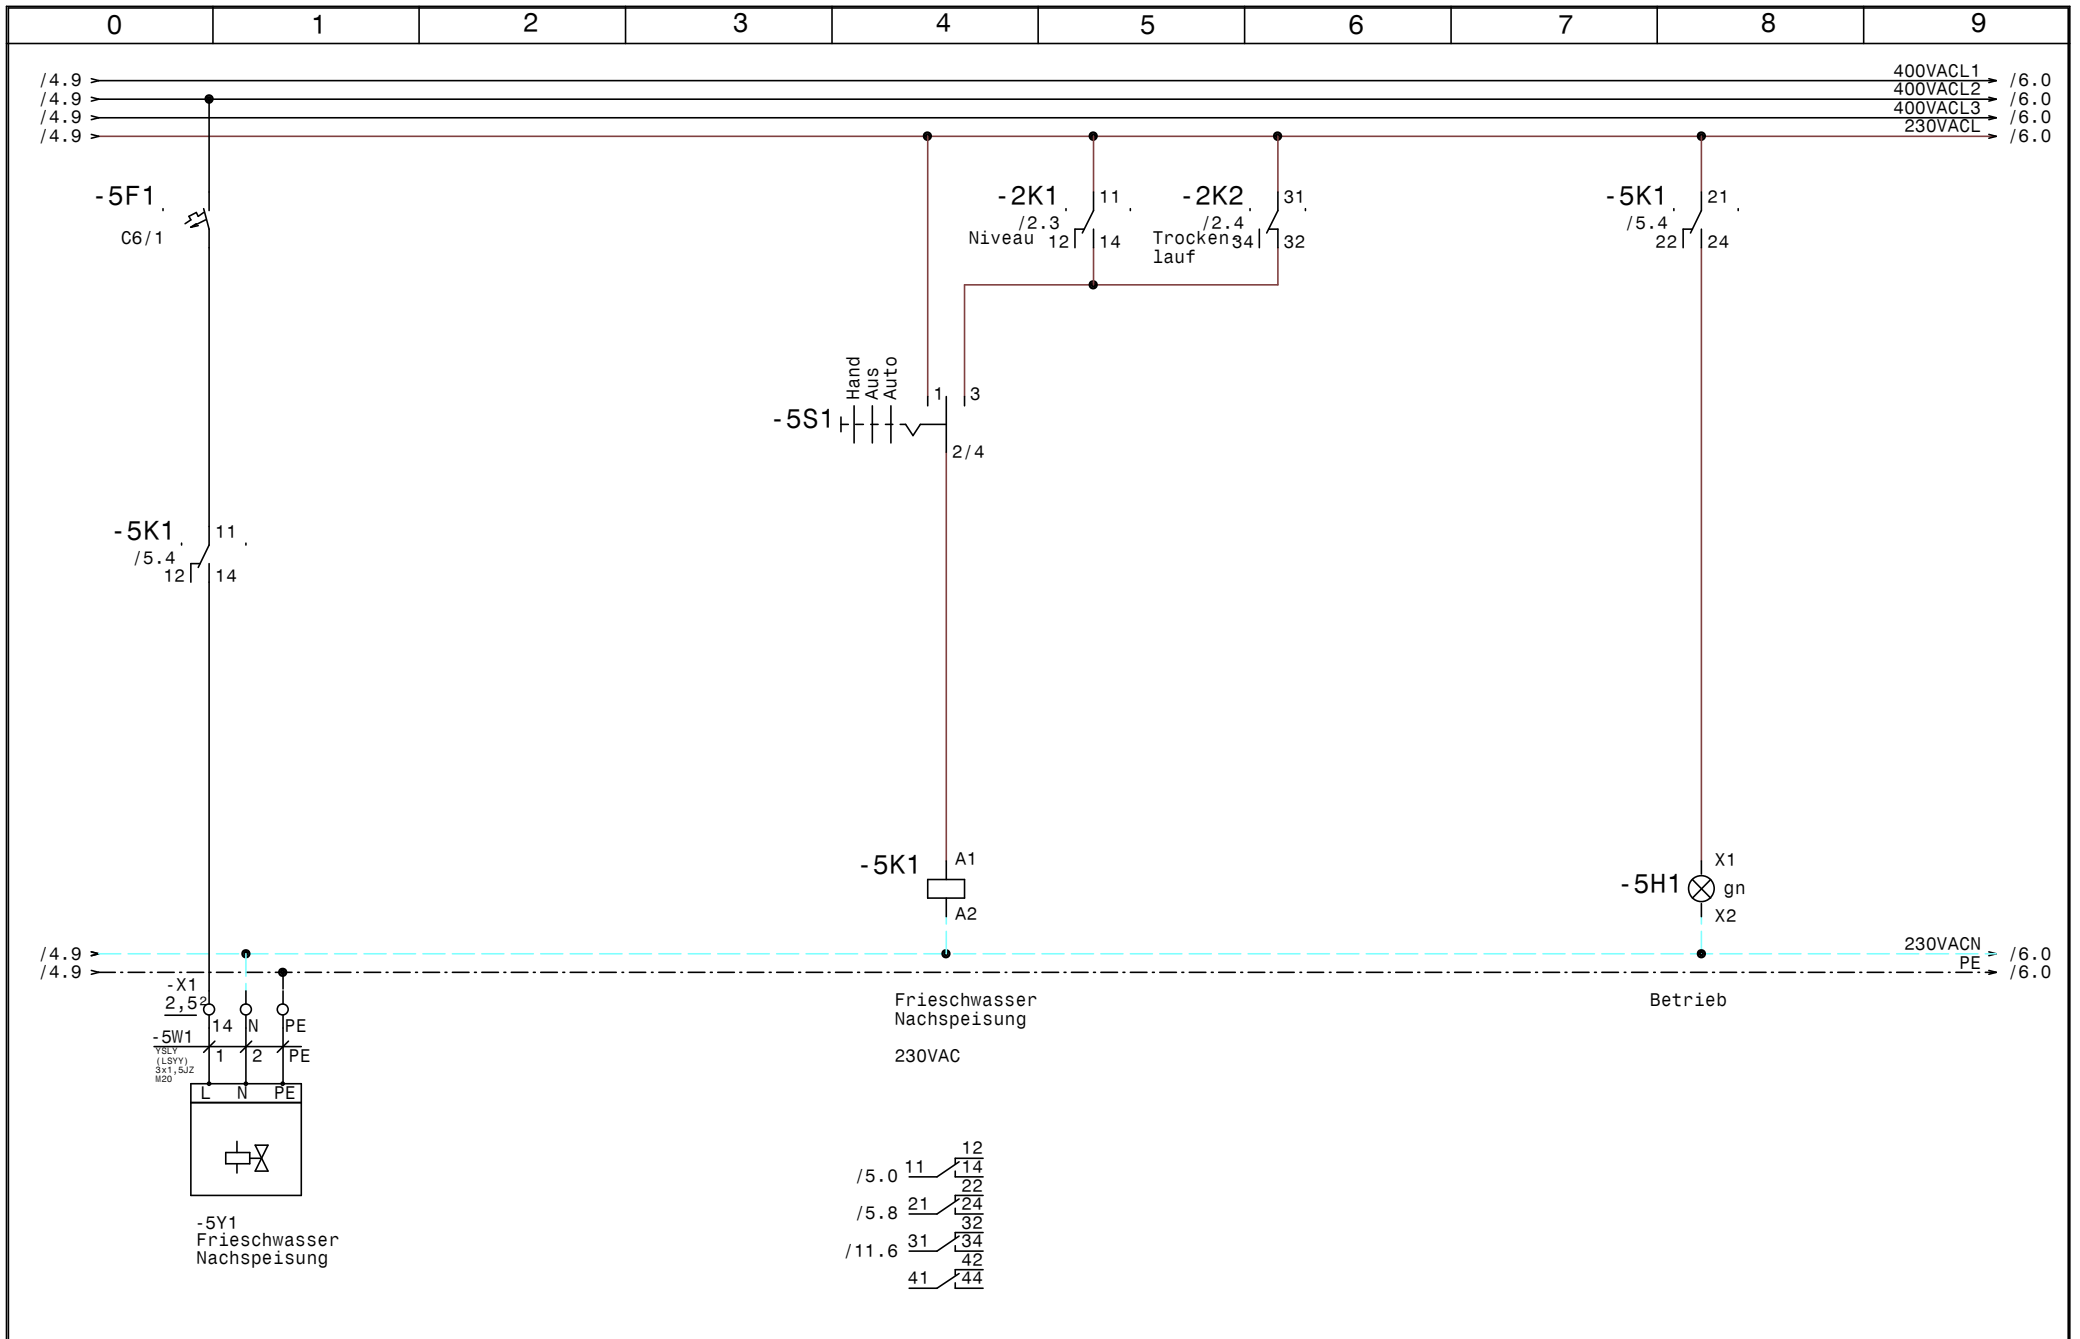 0 1 2 3 4 5 6 7 8 9
/4.9 400VACL1 /6.0
/4.9 400VACL2 /6.0
/4.9 400VACL3 /6.0
/4.9 230VACL /6.0
-5F1
C6/1
-2K1 11
/2.3
Niveau 12 14
-2K2 31
/2.4
Trocken 34 32
lauf
-5K1 21
/5.4
22 24
Hand
Aus
Auto
1 3
-5S1
2/4
-5K1 11
/5.4
12 14
-5K1 A1
A2
X1
-5H1 gn
X2
/4.9 230VACN /6.0
/4.9 PE /6.0
-X1
2,5²
14 N PE
-5W1
1 2 PE
YSLY
(LSYY)
3x1,5JZ
M20
L N PE
-5Y1
Frieschwasser
Nachspeisung
Frieschwasser
Nachspeisung
230VAC
Betrieb
12
/5.0 11 14
22
/5.8 21 24
32
/11.6 31 34
42
41 44